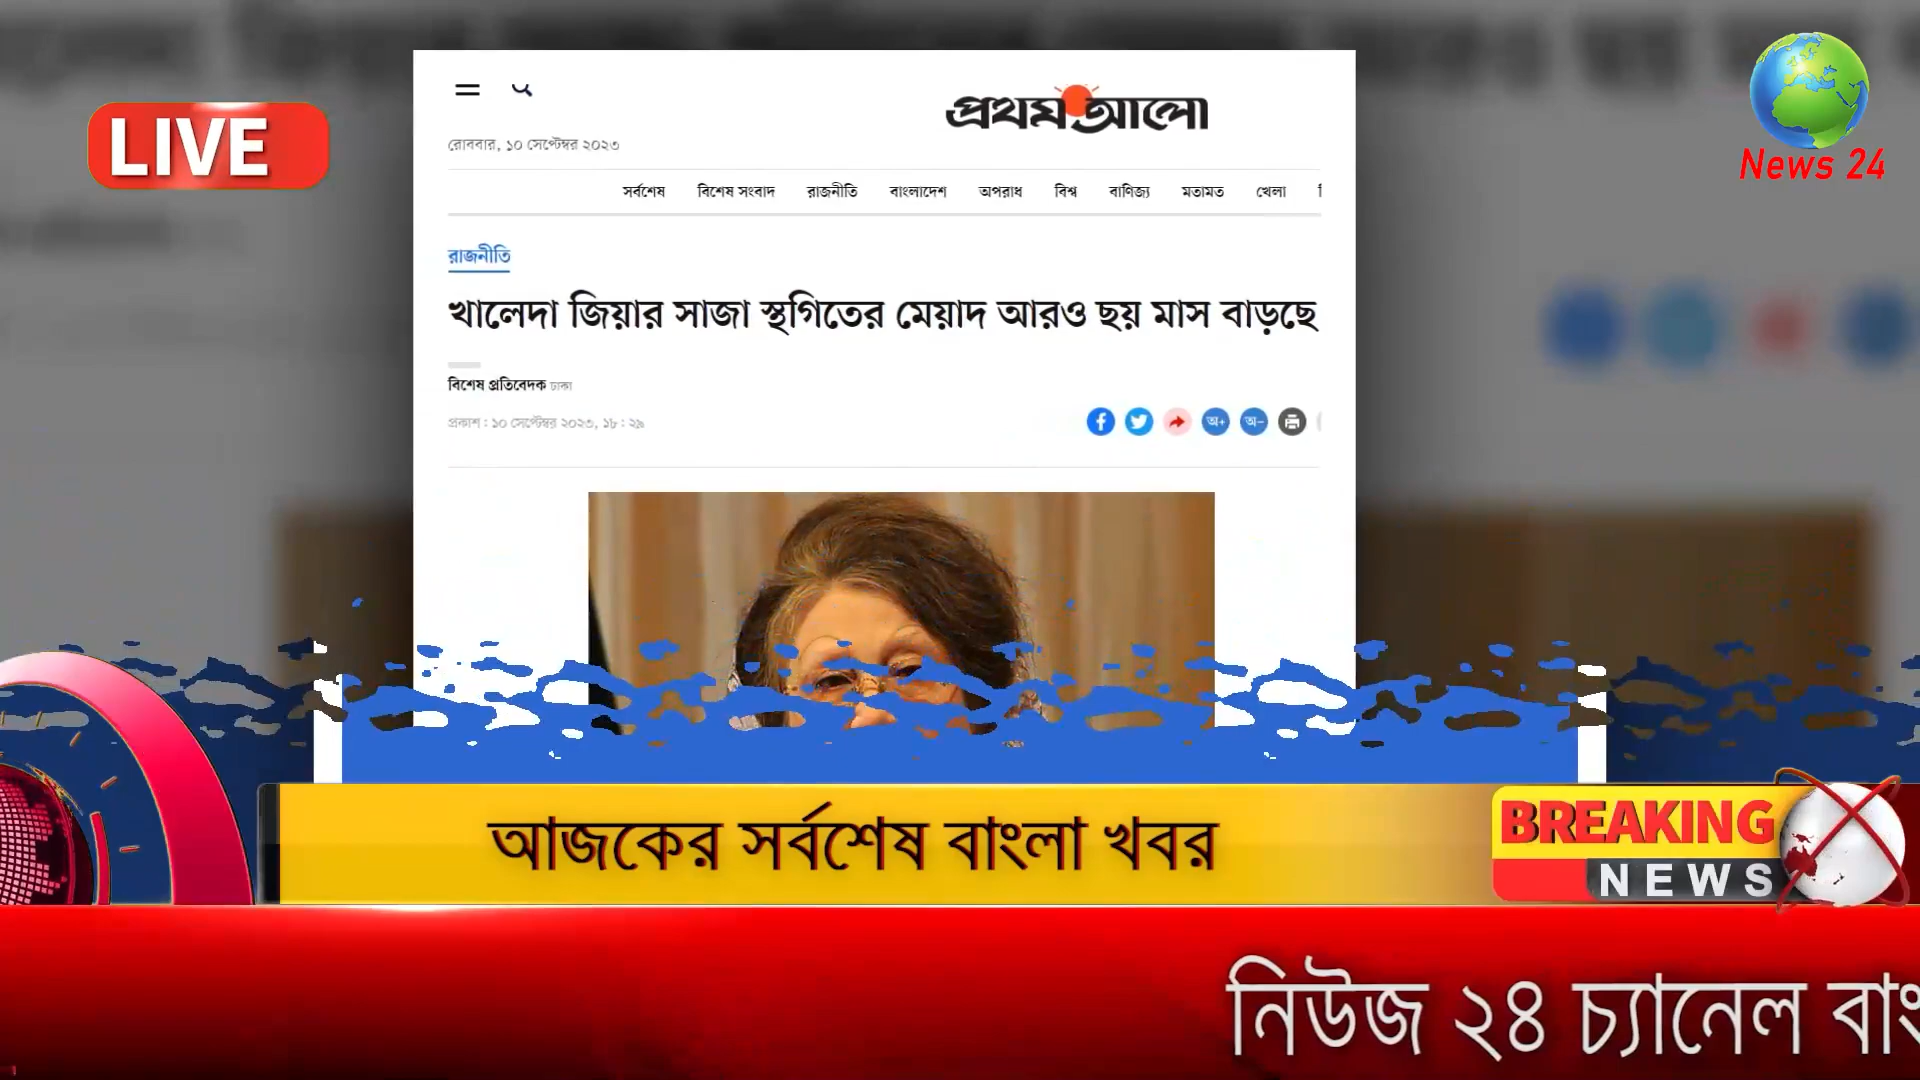 LIVE
প্রথম আলো
News 24
রোববার, ১০ সেপ্টেম্বর ২০২৩
সর্বশেষ বিশেষ সংবাদ রাজনীতি বাংলাদেশ অপরাধ বিশ্ব বাণিজ্য মতামত খেলা
রাজনীতি
খালেদা জিয়ার সাজা স্থগিতের মেয়াদ আরও ছয় মাস বাড়ছে
বিশেষ প্রতিবেদক ঢাকা
প্রকাশ : ১০ সেপ্টেম্বর ২০২৩, ১৮ : ২৯
অ+ অ−
আজকের সর্বশেষ বাংলা খবর
BREAKING
NEWS
নিউজ ২৪ চ্যানেল বাং